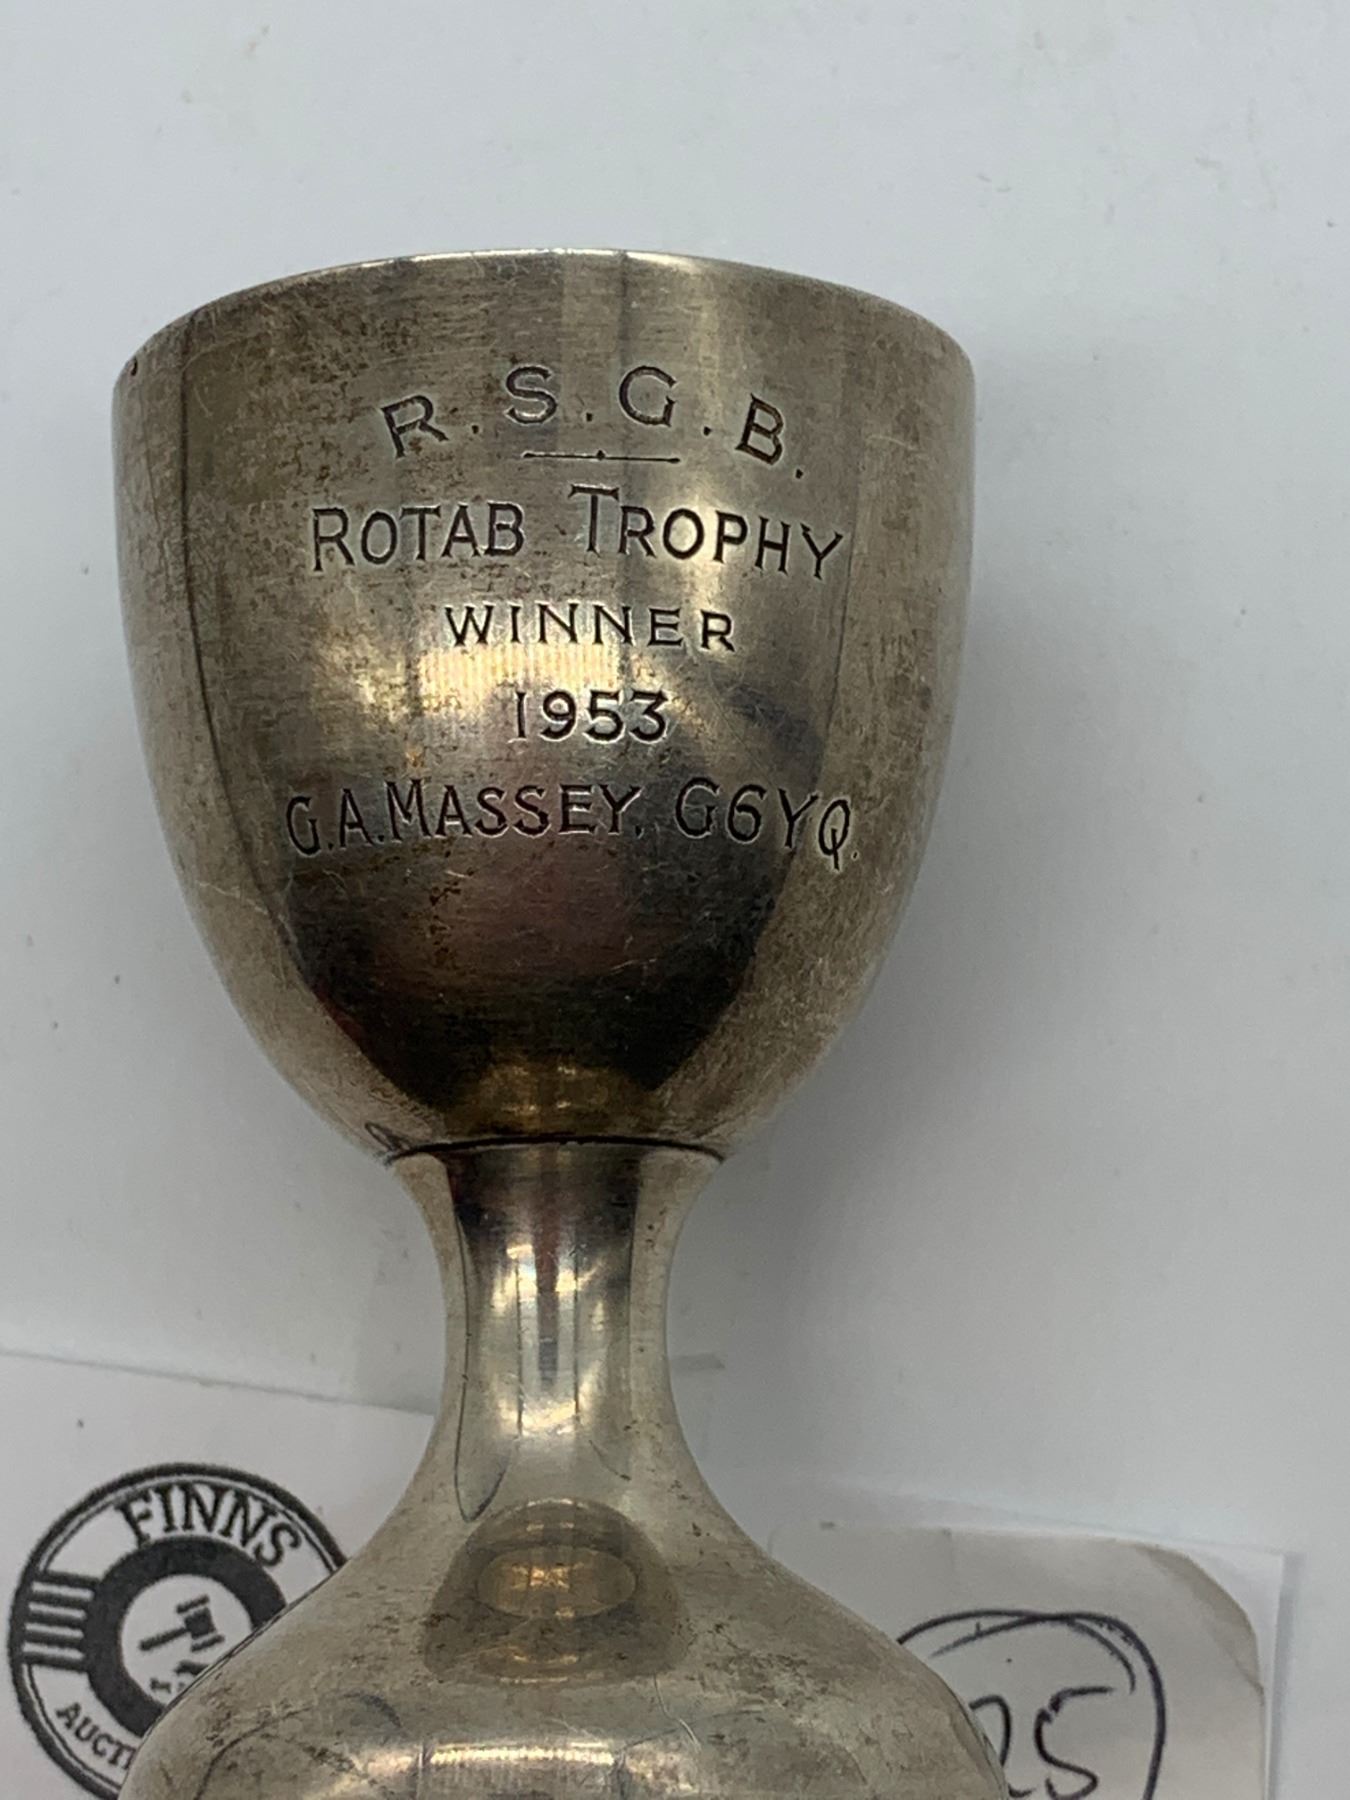 R.S.G.B.
ROTAB TROPHY
WINNER
1953
G.A.MASSEY, G6YQ.
FINNS